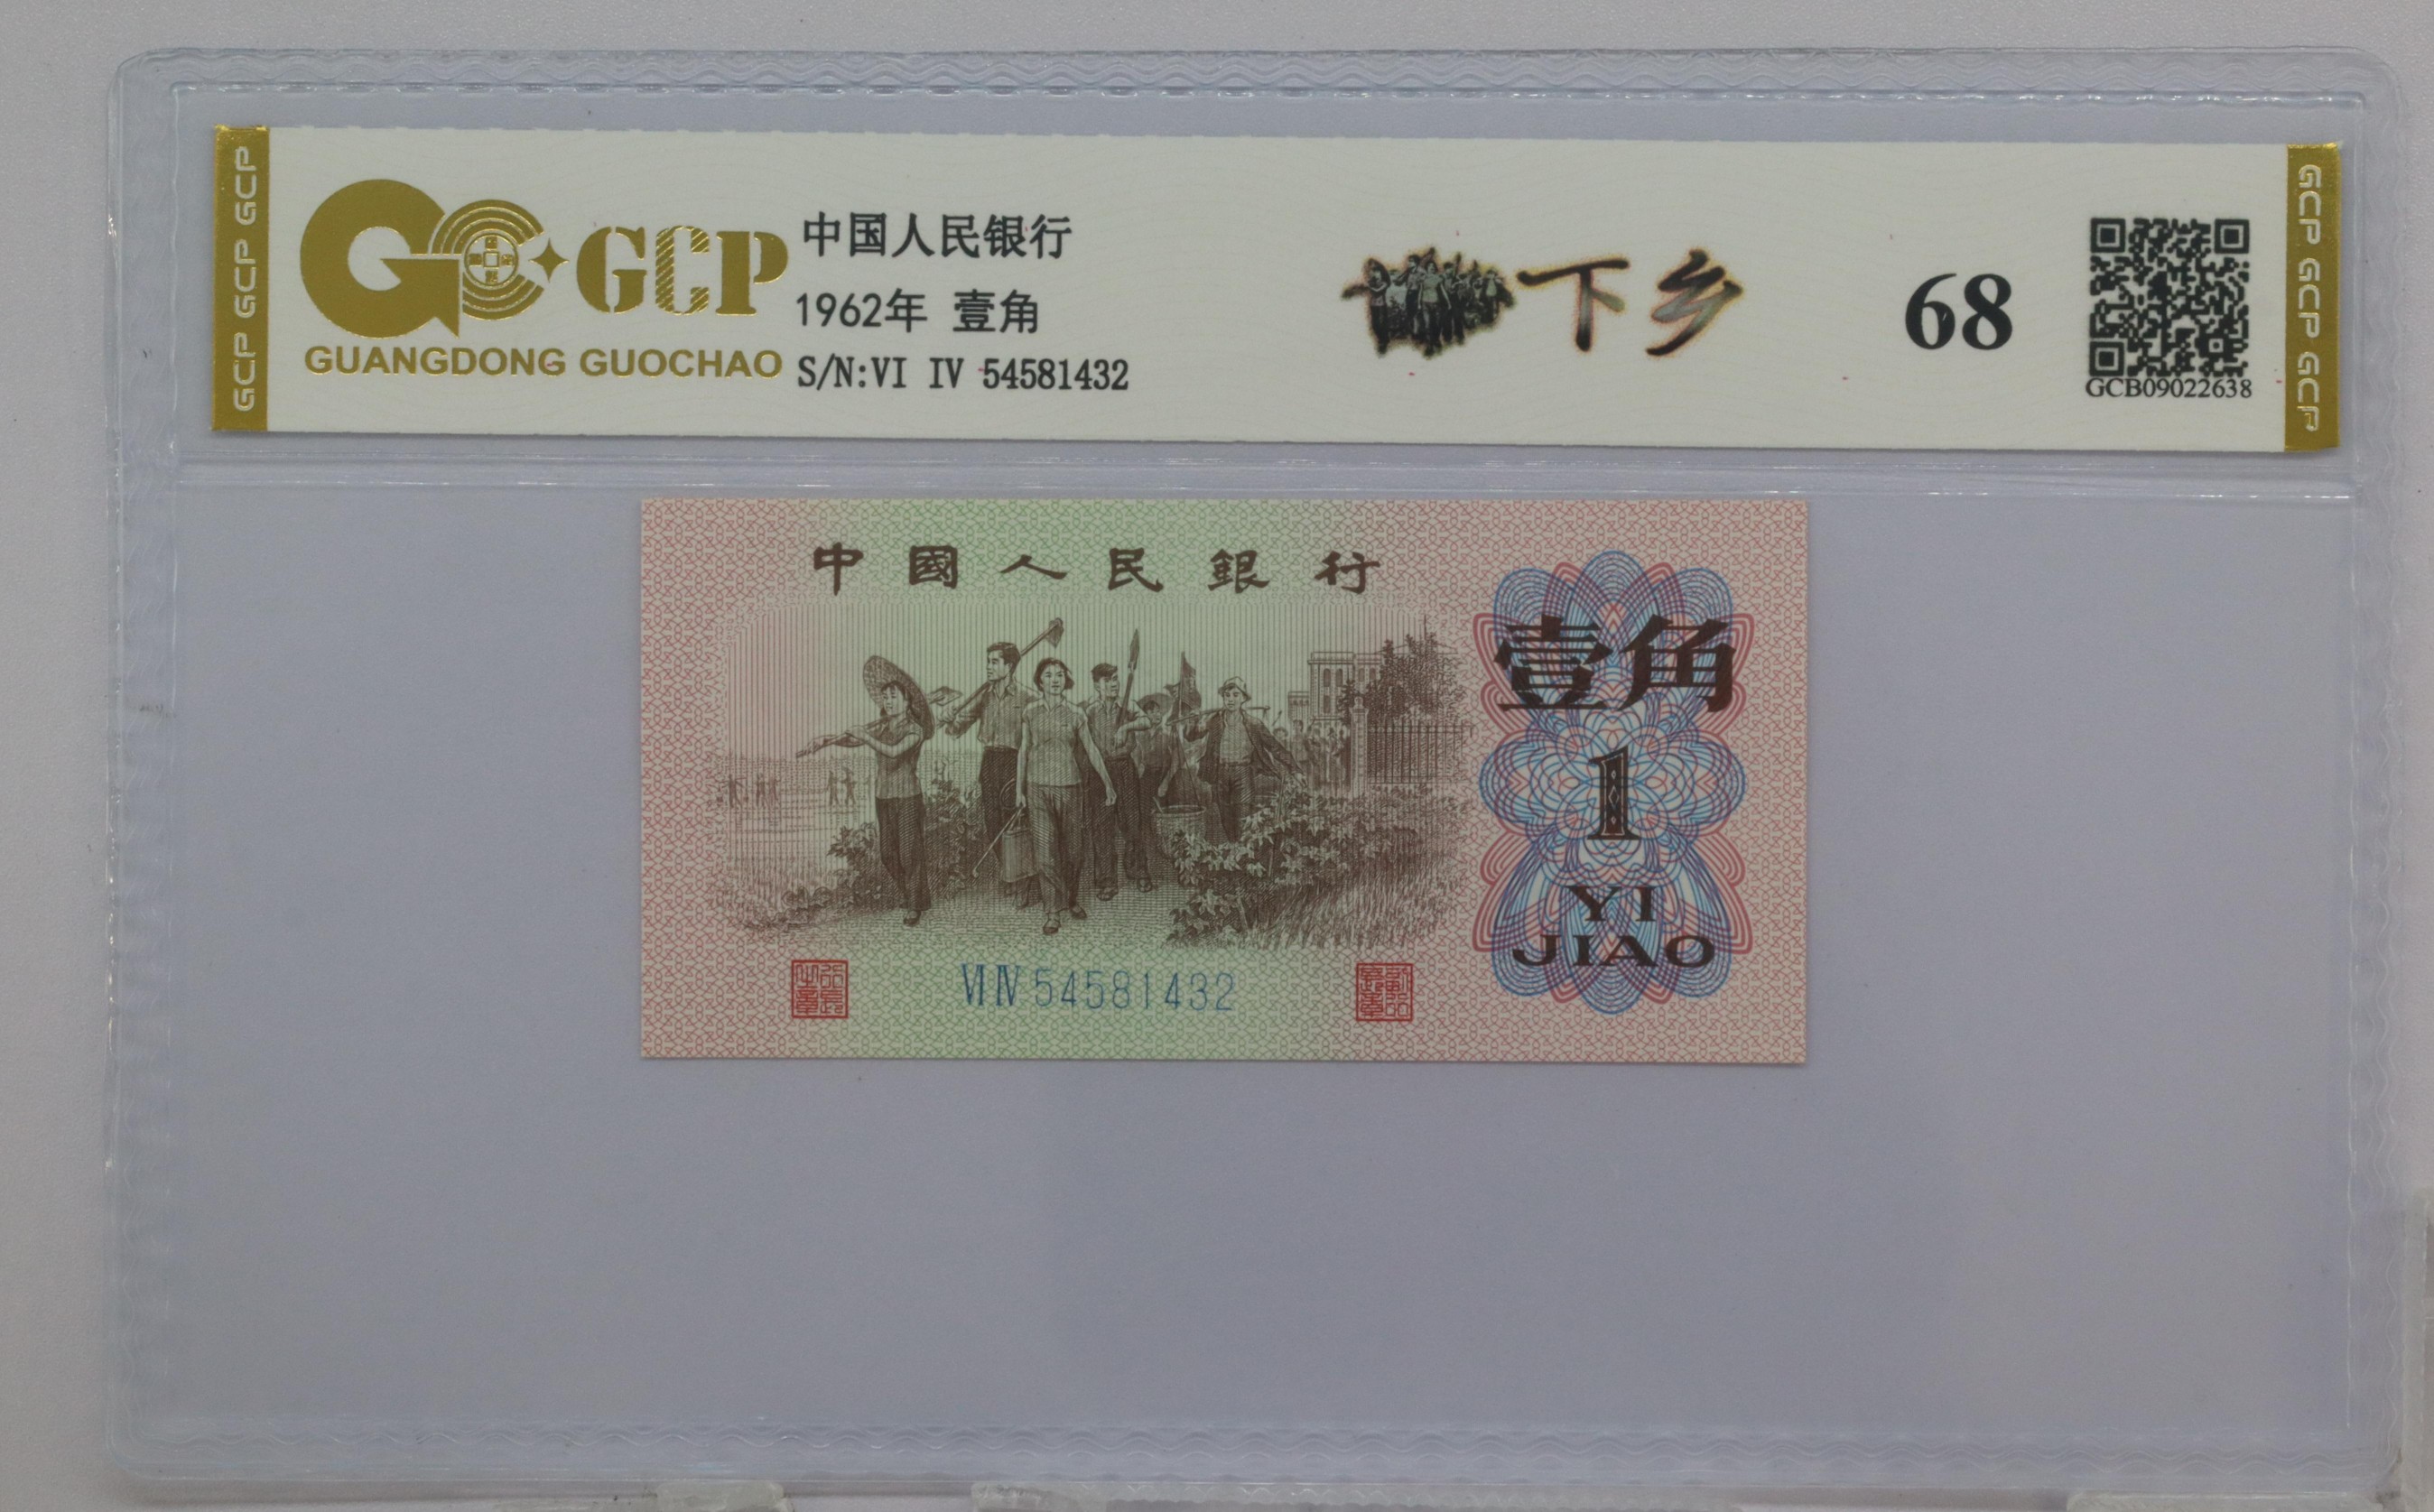 GCP GCP GCP
GCP
GUANGDONG GUOCHAO
中国人民银行
1962年 壹角
S/N:VI IV 54581432
下乡
68
GCB09022638
GCP GCP GCP
中國人民銀行
壹角
1
YI
JIAO
VI IV 54581432